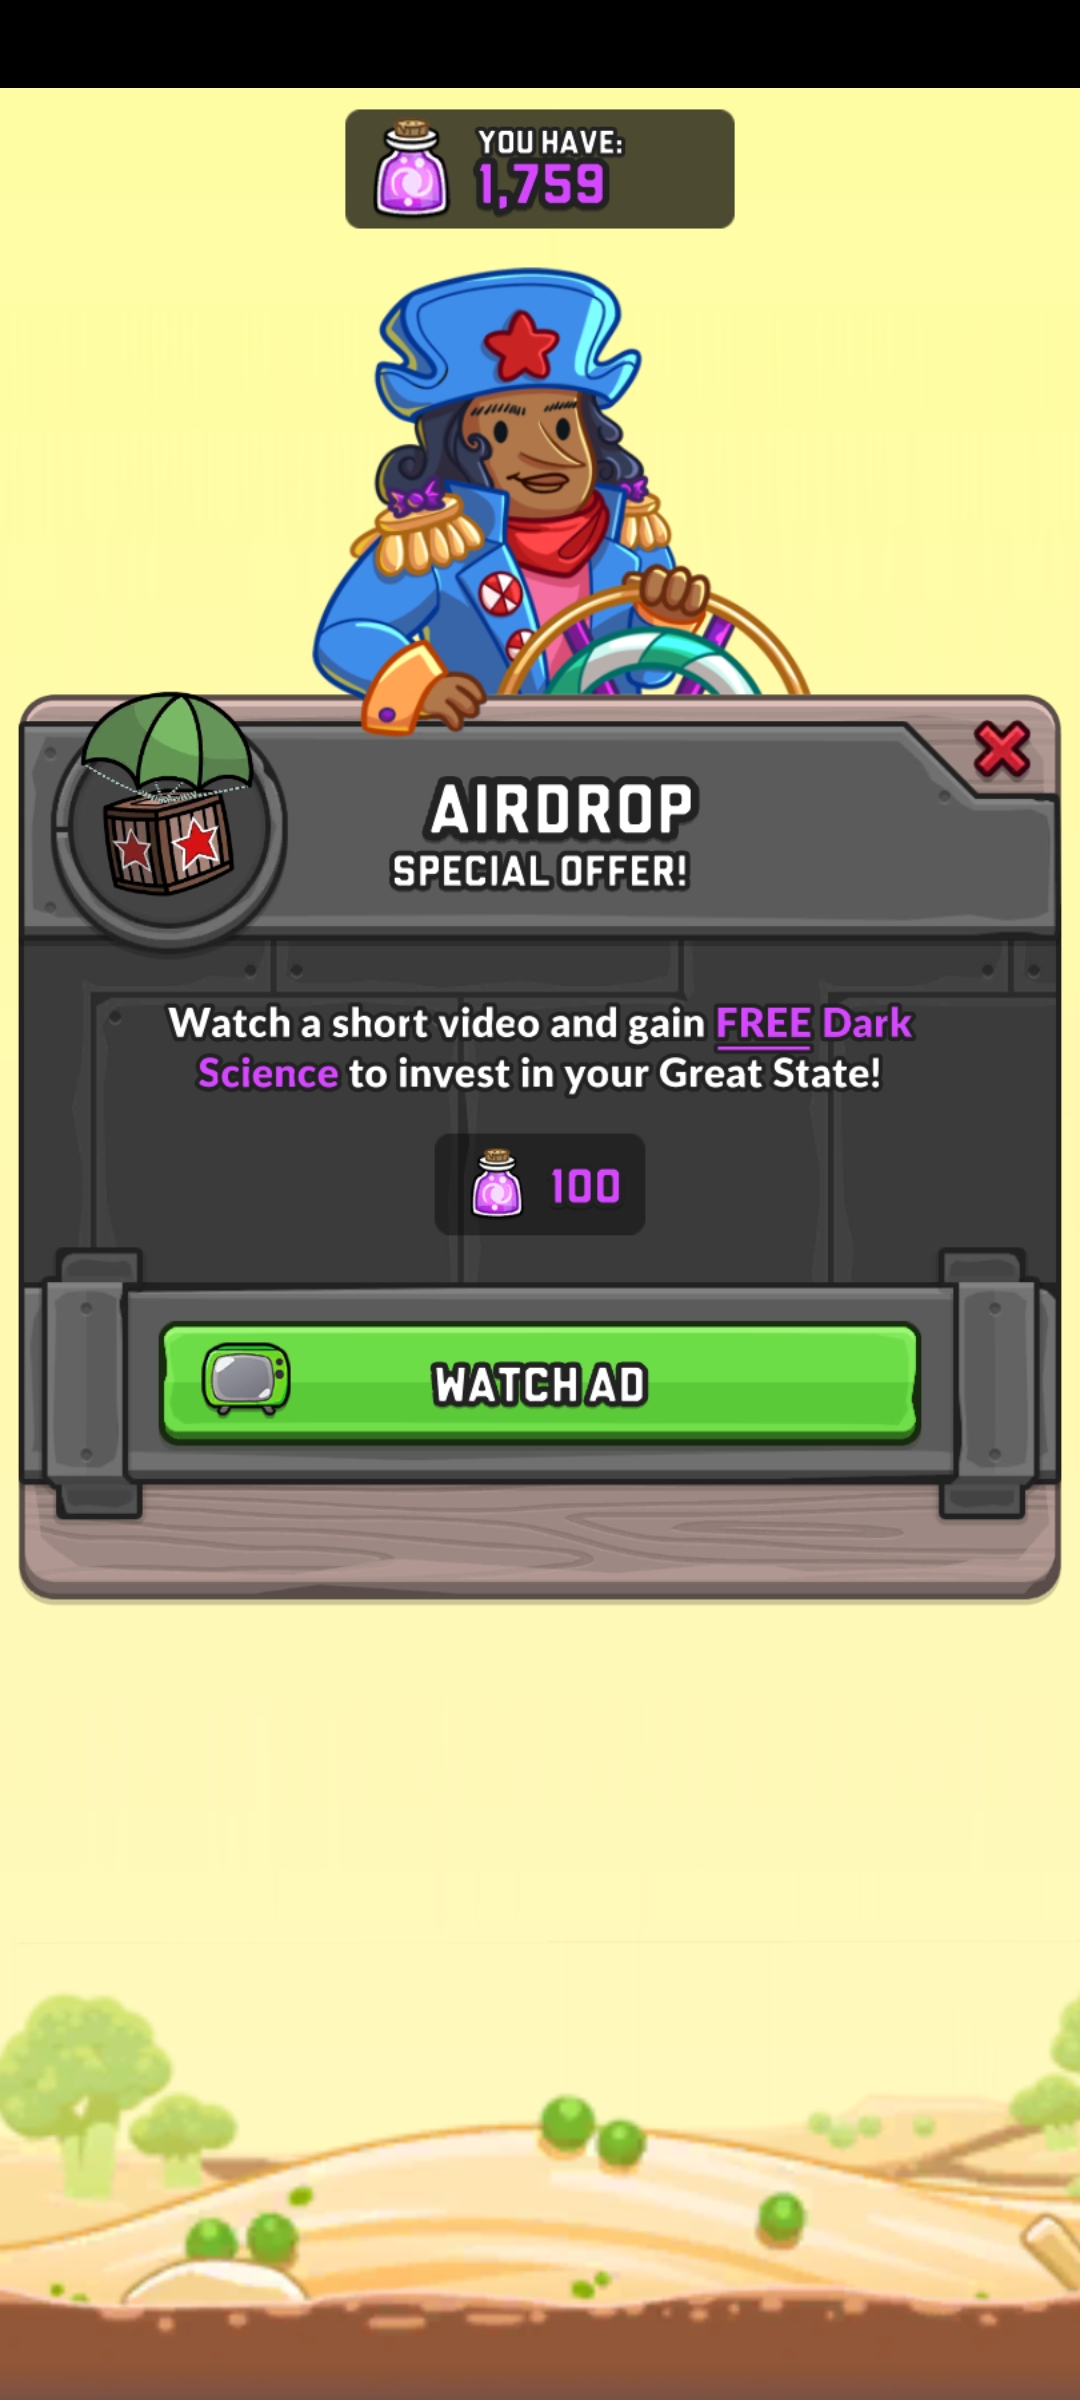 YOU HAVE:
1,759
AIRDROP
SPECIAL OFFER!
Watch a short video and gain FREE Dark
Science to invest in your Great State!
100
WATCH AD